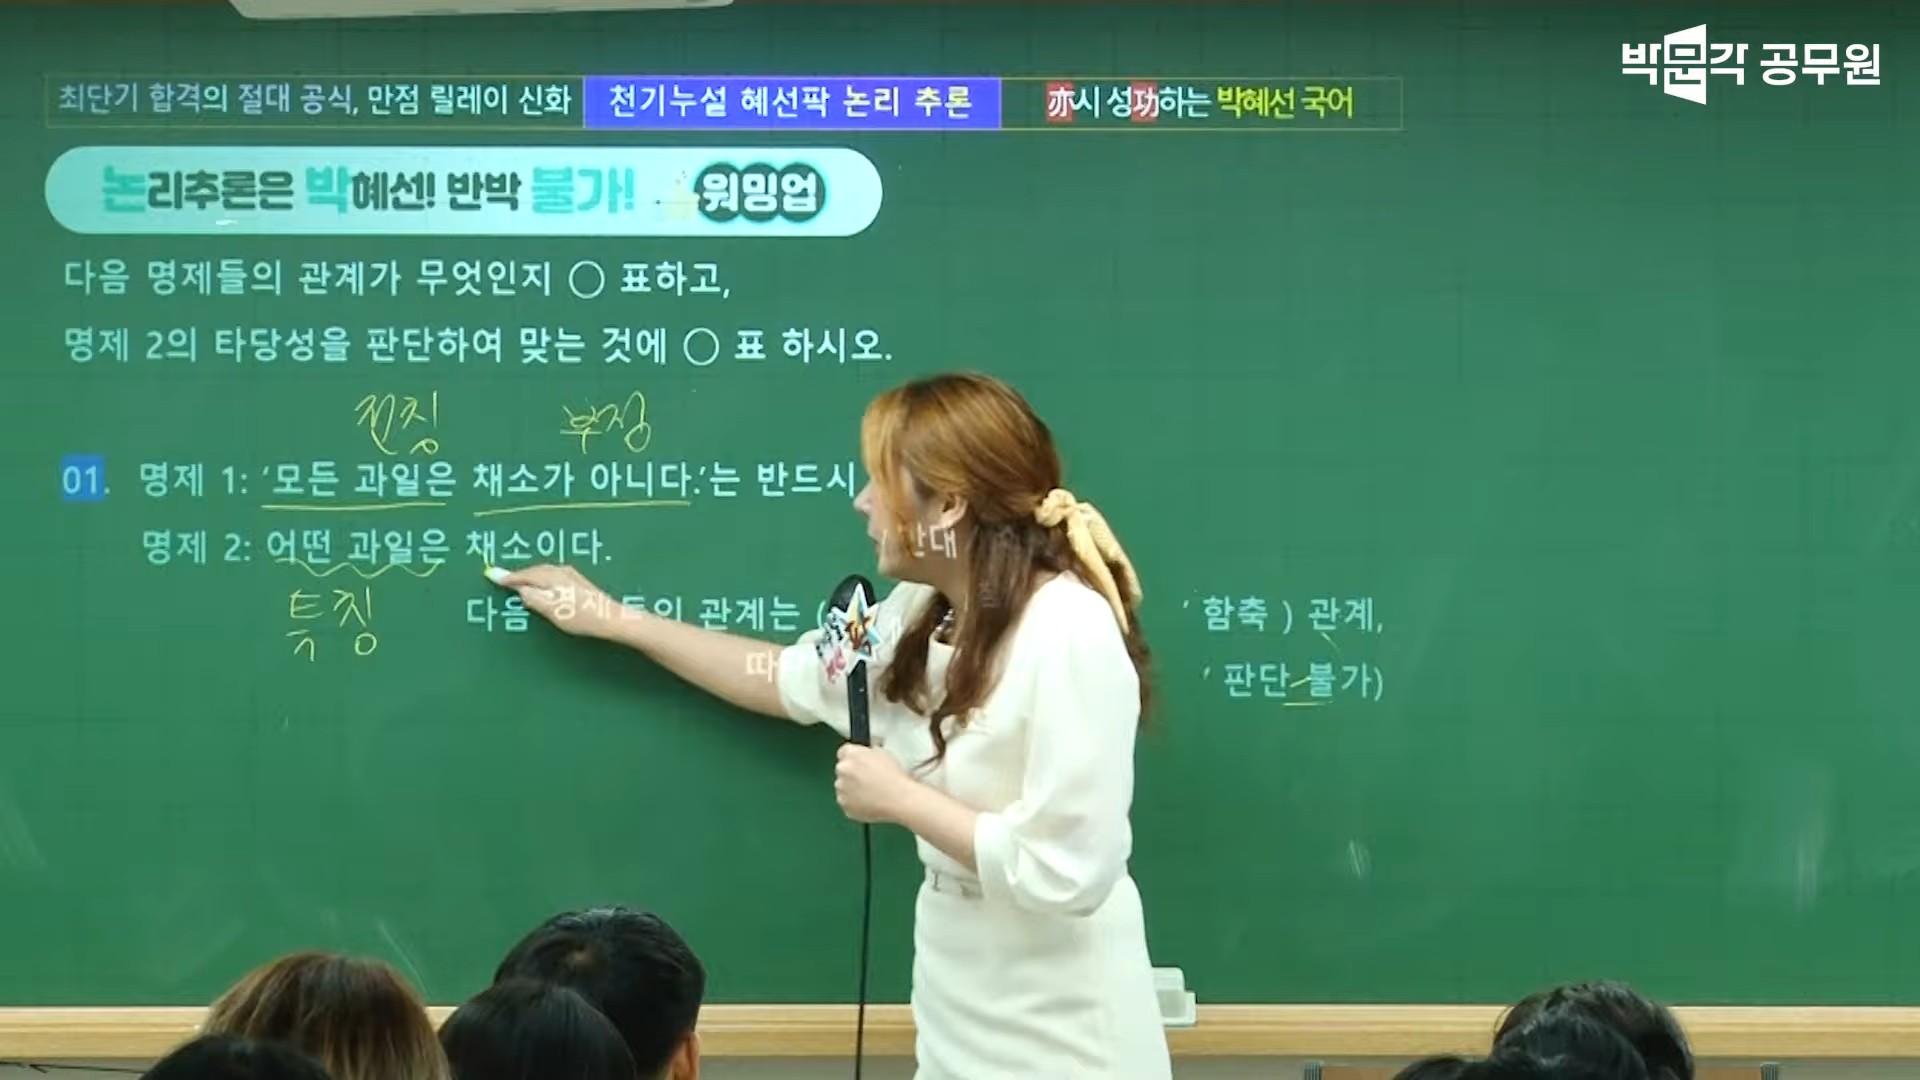 박문각 공무원
최단기 합격의 절대 공식, 만점 릴레이 신화 천기누설 혜선팍 논리 추론 亦시 성功하는 박혜선 국어
논리추론은 박혜선! 반박 불가! 워밍업
다음 명제들의 관계가 무엇인지 ○ 표하고,
명제 2의 타당성을 판단하여 맞는 것에 ○ 표 하시오.
전칭 부정
01. 명제 1: ‘모든 과일은 채소가 아니다.’는 반드시
명제 2: 어떤 과일은 채소이다.
특칭
다음 명제들의 관계는 ( ’ 함축 ) 관계,
’ 판단 불가)